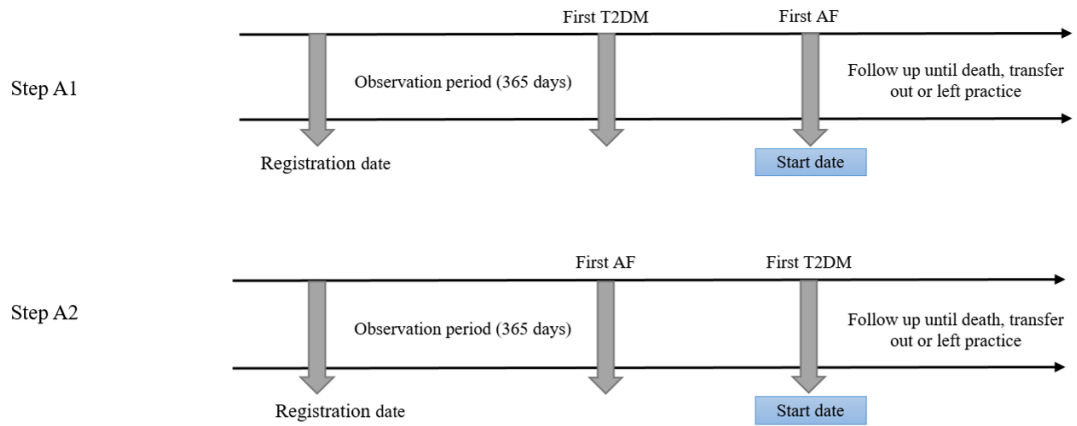 First T2DM
First AF
Step A1
Observation period (365 days)
Follow up until death, transfer
out or left practice
Registration date
Start date
First AF
First T2DM
Step A2
Observation period (365 days)
Follow up until death, transfer
out or left practice
Registration date
Start date